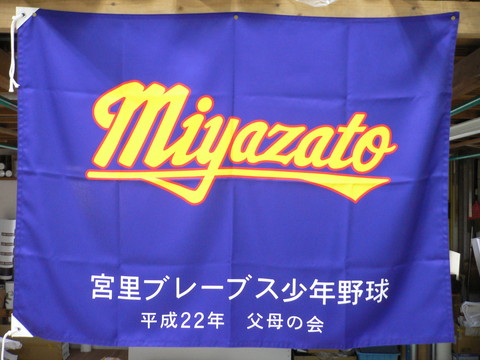 Miyazato
宮里ブレーブス少年野球
平成22年　父母の会